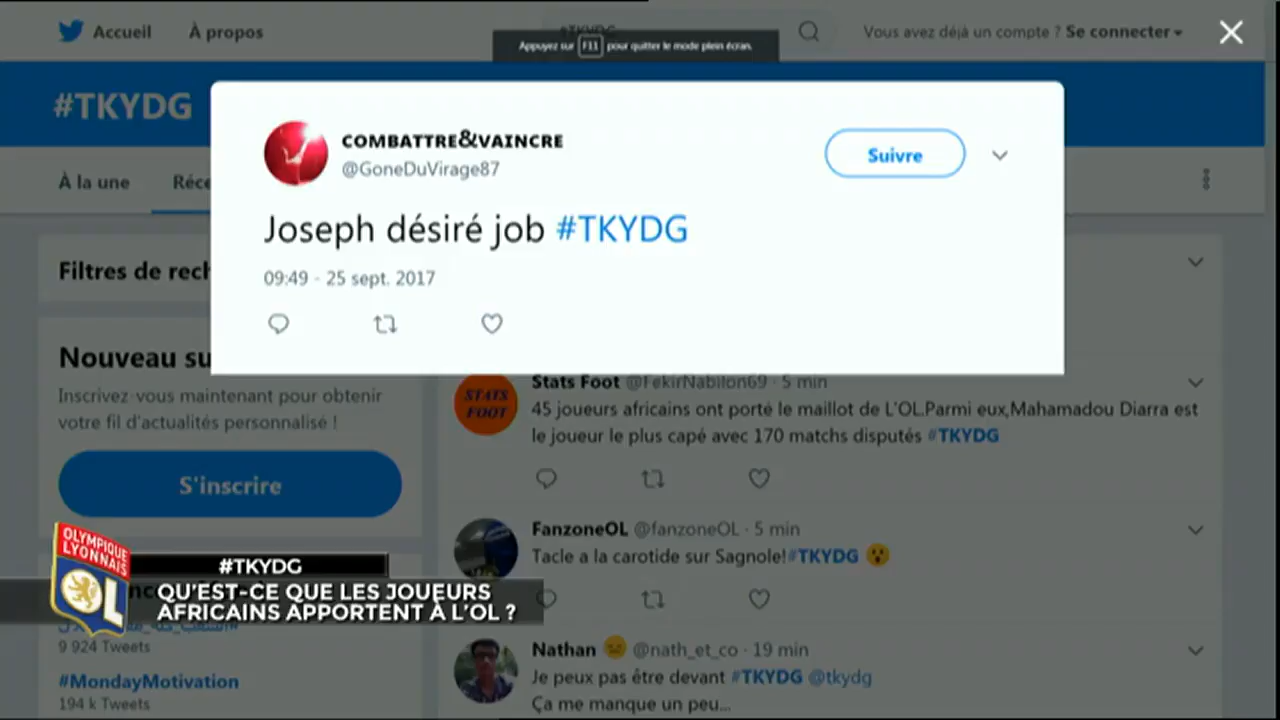 Accueil
À propos
Appuyez sur F11 pour quitter le mode plein écran.
Vous avez déjà un compte ? Se connecter
#TKYDG
COMBATTRE&VAINCRE
@GoneDuVirage87
Suivre
Joseph désiré job #TKYDG
09:49 - 25 sept. 2017
À la une
Filtres de rech
Nouveau su
Inscrivez-vous maintenant pour obtenir
votre fil d'actualités personnalisé !
S'inscrire
Stats Foot @FekirNabilon69 · 5 min
STATS
FOOT
45 joueurs africains ont porté le maillot de L'OL.Parmi eux,Mahamadou Diarra est
le joueur le plus capé avec 170 matchs disputés #TKYDG
FanzoneOL @fanzoneOL · 5 min
Tacle a la carotide sur Sagnole!#TKYDG
Nathan @nath_et_co · 19 min
Je peux pas être devant #TKYDG @tkydg
Ça me manque un peu...
OLYMPIQUE
LYONNAIS
OL
#TKYDG
QU'EST-CE QUE LES JOUEURS
AFRICAINS APPORTENT À L'OL ?
9 924 Tweets
#MondayMotivation
194 k Tweets